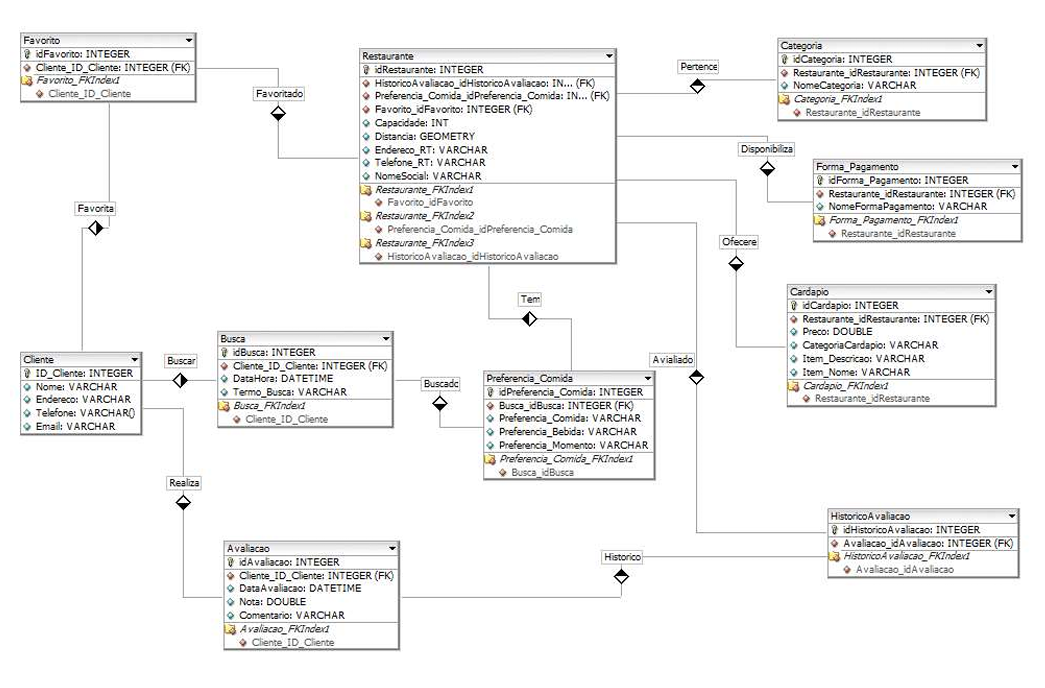 Favorito
idFavorito: INTEGER
Cliente_ID_Cliente: INTEGER (FK)
Favorito_FKIndex1
Cliente_ID_Cliente
Favoritado
Favorita
Restaurante
idRestaurante: INTEGER
HistoricoAvaliacao_idHistoricoAvaliacao: IN... (FK)
Preferencia_Comida_idPreferencia_Comida: IN... (FK)
Favorito_idFavorito: INTEGER (FK)
Capacidade: INT
Distancia: GEOMETRY
Endereco_RT: VARCHAR
Telefone_RT: VARCHAR
NomeSocial: VARCHAR
Restaurante_FKIndex1
Favorito_idFavorito
Restaurante_FKIndex2
Preferencia_Comida_idPreferencia_Comida
Restaurante_FKIndex3
HistoricoAvaliacao_idHistoricoAvaliacao
Pertence
Categoria
idCategoria: INTEGER
Restaurante_idRestaurante: INTEGER (FK)
NomeCategoria: VARCHAR
Categoria_FKIndex1
Restaurante_idRestaurante
Disponibiliza
Forma_Pagamento
idForma_Pagamento: INTEGER
Restaurante_idRestaurante: INTEGER (FK)
NomeFormaPagamento: VARCHAR
Forma_Pagamento_FKIndex1
Restaurante_idRestaurante
Ofecere
Cardapio
idCardapio: INTEGER
Restaurante_idRestaurante: INTEGER (FK)
Preco: DOUBLE
CategoriaCardapio: VARCHAR
Item_Descricao: VARCHAR
Item_Nome: VARCHAR
Cardapio_FKIndex1
Restaurante_idRestaurante
Tem
Avialiado
Cliente
ID_Cliente: INTEGER
Nome: VARCHAR
Endereco: VARCHAR
Telefone: VARCHAR()
Email: VARCHAR
Buscar
Busca
idBusca: INTEGER
Cliente_ID_Cliente: INTEGER (FK)
DataHora: DATETIME
Termo_Busca: VARCHAR
Busca_FKIndex1
Cliente_ID_Cliente
Buscadc
Preferencia_Comida
idPreferencia_Comida: INTEGER
Busca_idBusca: INTEGER (FK)
Preferencia_Comida: VARCHAR
Preferencia_Bebida: VARCHAR
Preferencia_Momento: VARCHAR
Preferencia_Comida_FKIndex1
Busca_idBusca
Realiza
Avaliacao
idAvaliacao: INTEGER
Cliente_ID_Cliente: INTEGER (FK)
DataAvaliacao: DATETIME
Nota: DOUBLE
Comentario: VARCHAR
Avaliacao_FKIndex1
Cliente_ID_Cliente
Historico
HistoricoAvaliacao
idHistoricoAvaliacao: INTEGER
Avaliacao_idAvaliacao: INTEGER (FK)
HistoricoAvaliacao_FKIndex1
Avaliacao_idAvaliacao